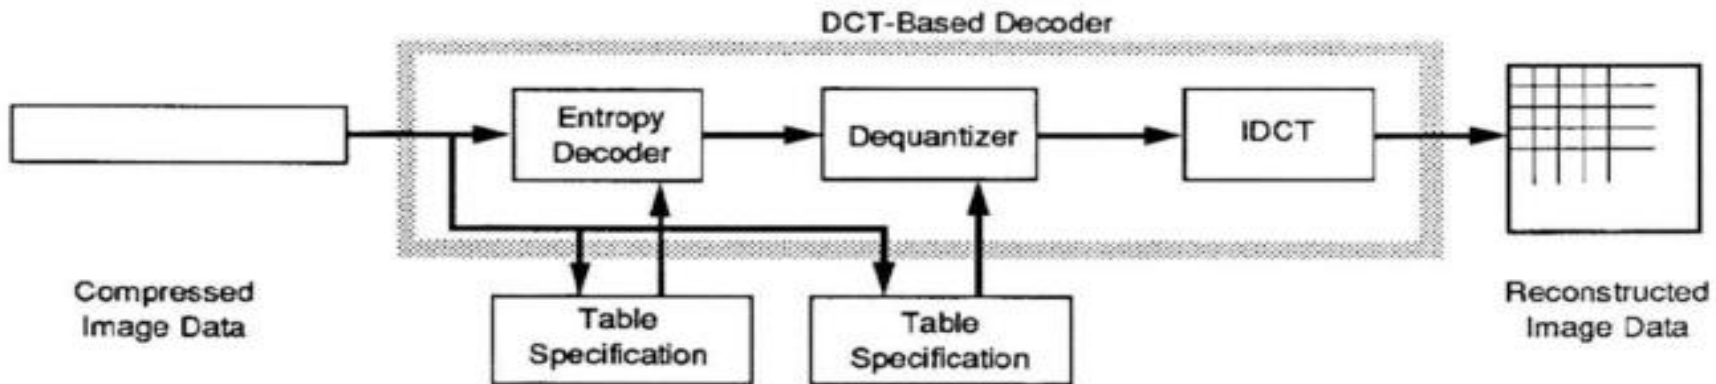 DCT-Based Decoder
Entropy
Decoder
Dequantizer
IDCT
Compressed
Image Data
Table
Specification
Table
Specification
Reconstructed
Image Data